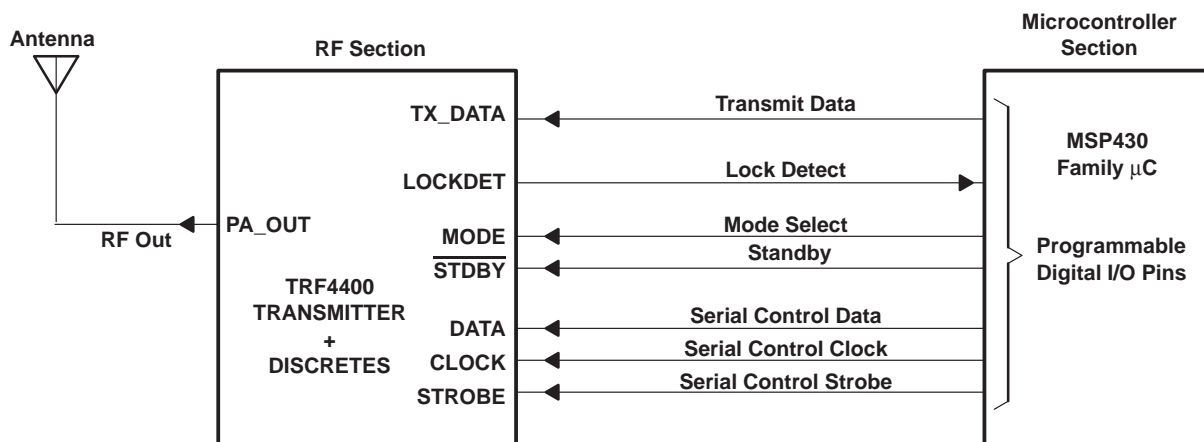 Antenna
RF Out
RF Section
TX_DATA
LOCKDET
PA_OUT
MODE
STDBY
TRF4400
TRANSMITTER
+
DISCRETES
DATA
CLOCK
STROBE
Transmit Data
Lock Detect
Mode Select
Standby
Serial Control Data
Serial Control Clock
Serial Control Strobe
Microcontroller
Section
MSP430
Family μC
Programmable
Digital I/O Pins